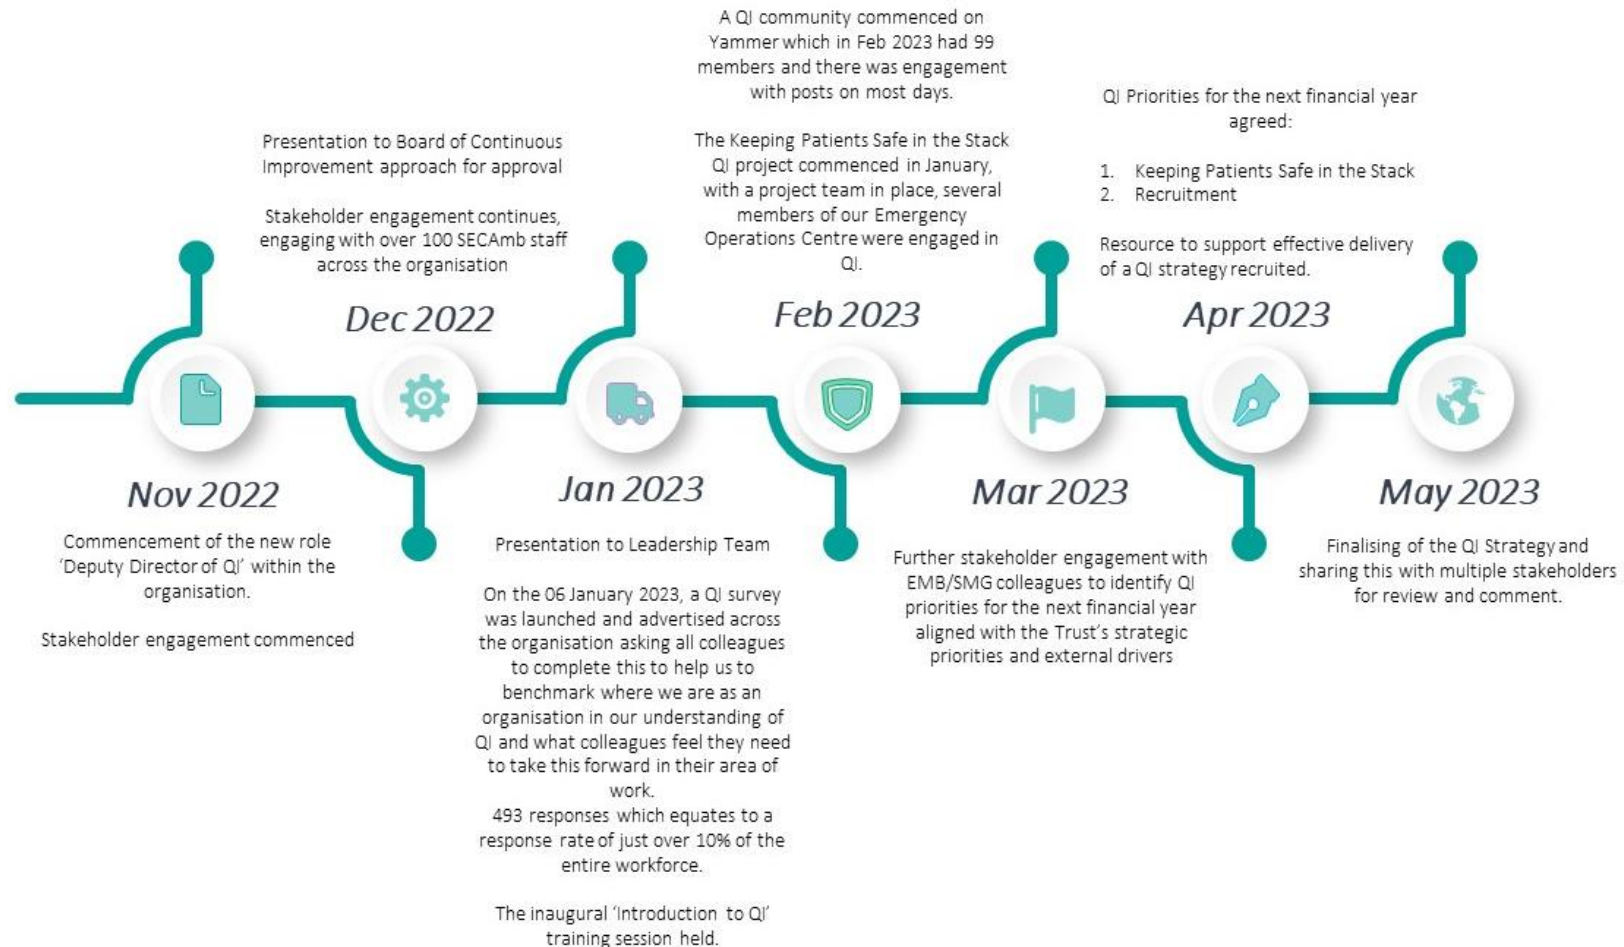 Nov 2022
Commencement of the new role
'Deputy Director of QI' within the
organisation.
Stakeholder engagement commenced
Presentation to Board of Continuous
Improvement approach for approval
Stakeholder engagement continues,
engaging with over 100 SECAmb staff
across the organisation
Dec 2022
Jan 2023
Presentation to Leadership Team
On the 06 January 2023, a QI survey
was launched and advertised across
the organisation asking all colleagues
to complete this to help us to
benchmark where we are as an
organisation in our understanding of
QI and what colleagues feel they need
to take this forward in their area of
work.
493 responses which equates to a
response rate of just over 10% of the
entire workforce.
The inaugural 'Introduction to QI'
training session held.
A QI community commenced on
Yammer which in Feb 2023 had 99
members and there was engagement
with posts on most days.
The Keeping Patients Safe in the Stack
QI project commenced in January,
with a project team in place, several
members of our Emergency
Operations Centre were engaged in
QI.
Feb 2023
Mar 2023
Further stakeholder engagement with
EMB/SMG colleagues to identify QI
priorities for the next financial year
aligned with the Trust's strategic
priorities and external drivers
QI Priorities for the next financial year
agreed:
1. Keeping Patients Safe in the Stack
2. Recruitment
Resource to support effective delivery
of a QI strategy recruited.
Apr 2023
May 2023
Finalising of the QI Strategy and
sharing this with multiple stakeholders
for review and comment.